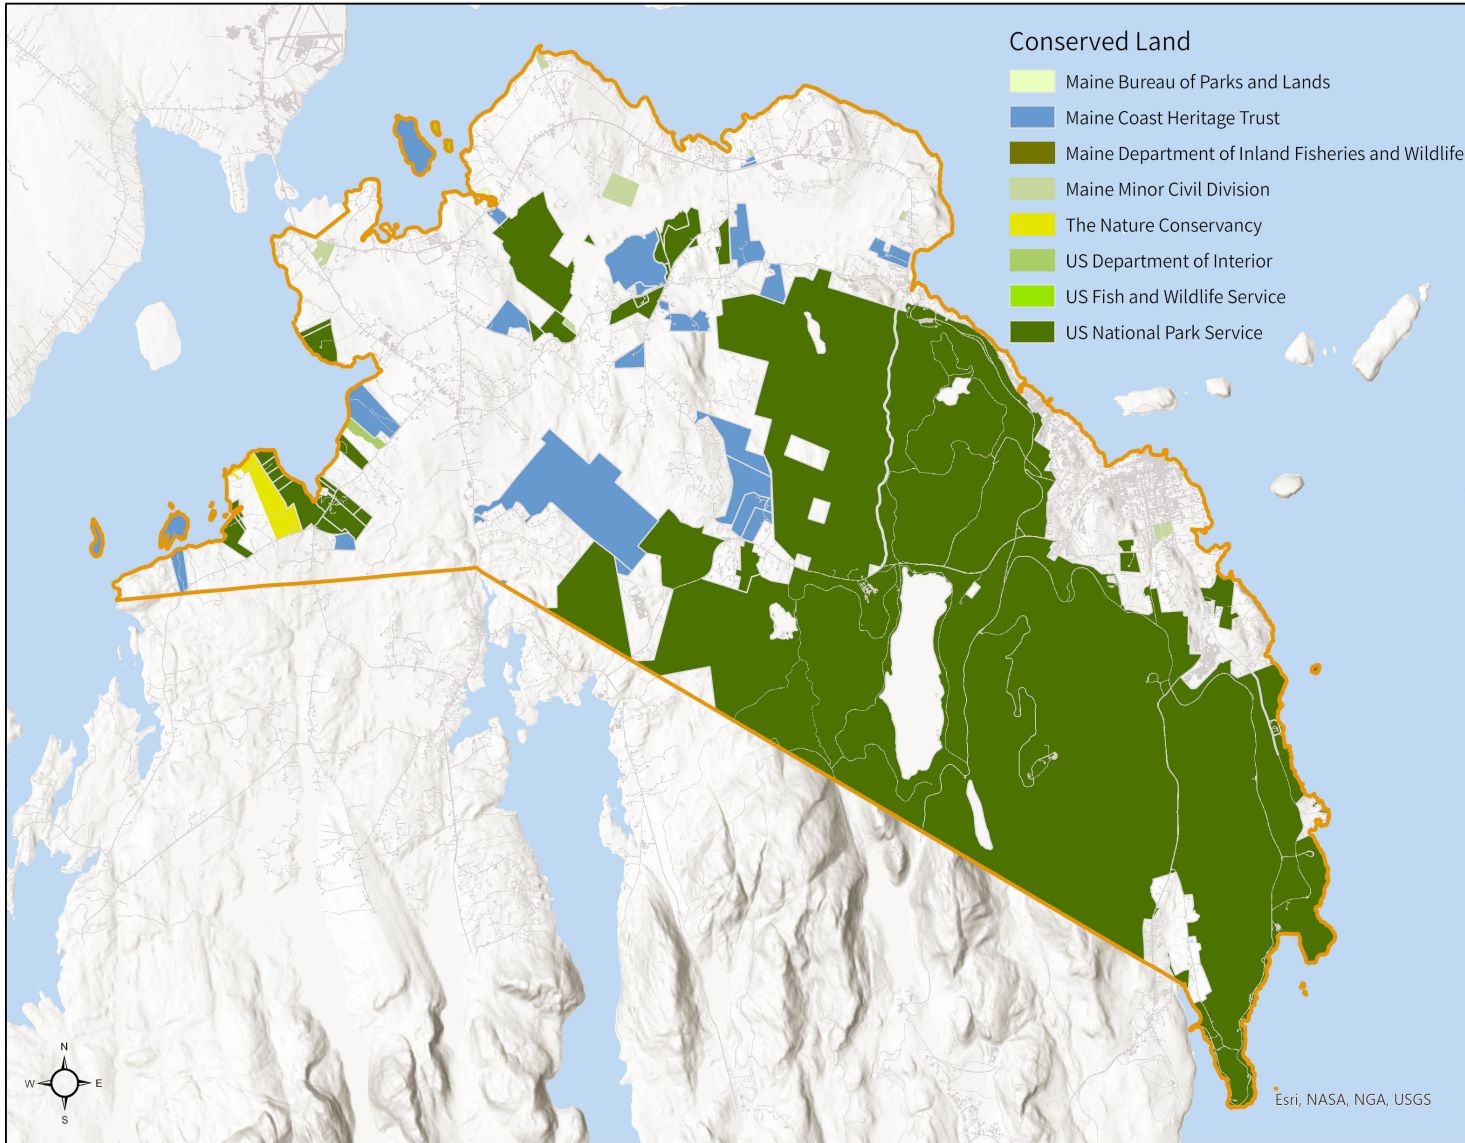 Conserved Land
Maine Bureau of Parks and Lands
Maine Coast Heritage Trust
Maine Department of Inland Fisheries and Wildlife
Maine Minor Civil Division
The Nature Conservancy
US Department of Interior
US Fish and Wildlife Service
US National Park Service
N
W E
S
Esri, NASA, NGA, USGS